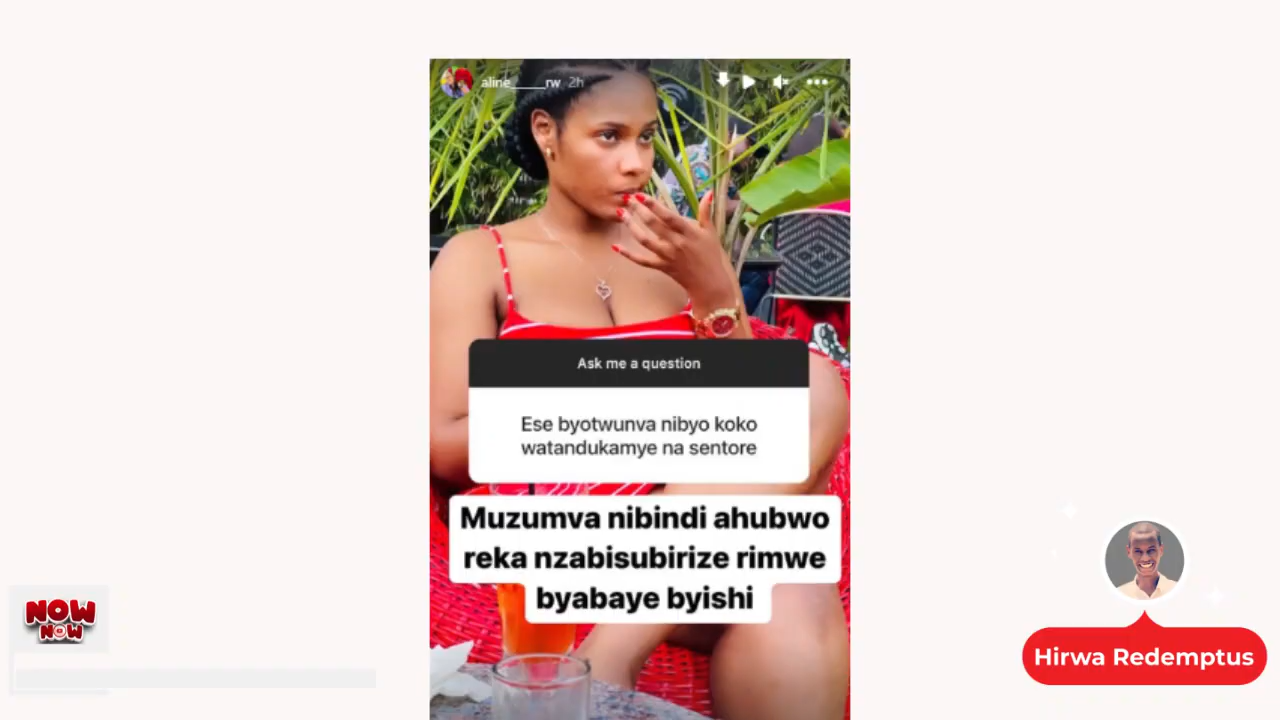 aline_____rw 2h
Ask me a question
Ese byotwunva nibyo koko
watandukamye na sentore
Muzumva nibindi ahubwo
reka nzabisubirize rimwe
byabaye byishi
NOW
NOW
Hirwa Redemptus